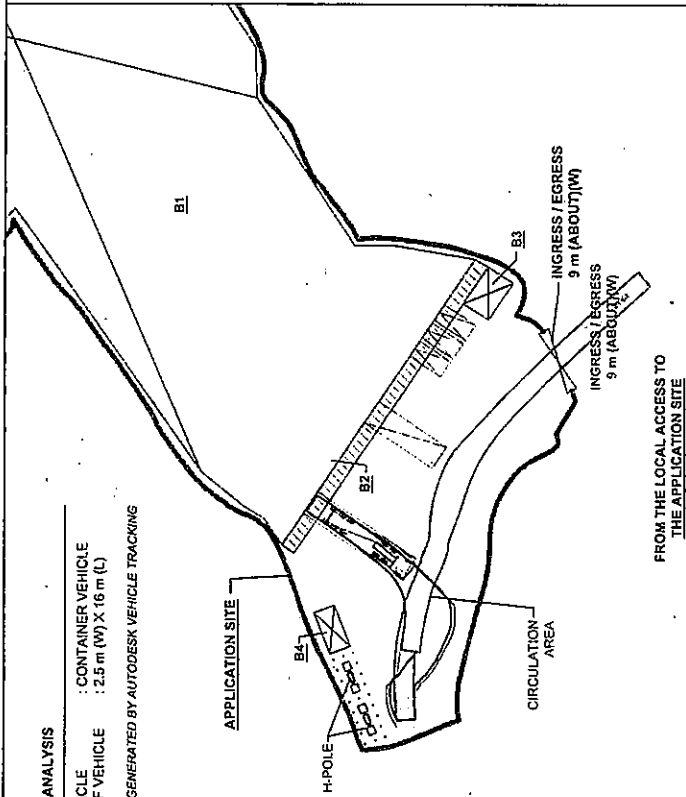 ANALYSIS
CLE : CONTAINER VEHICLE
F VEHICLE : 2.5 m (W) X 16 m (L)
GENERATED BY AUTODESK VEHICLE TRACKING
B1
APPLICATION SITE
B3
INGRESS / EGRESS
9 m (ABOUT)(W)
INGRESS / EGRESS
9 m (ABOUT)(W)
B2
B4
H-POLE
CIRCULATION
AREA
FROM THE LOCAL ACCESS TO
THE APPLICATION SITE